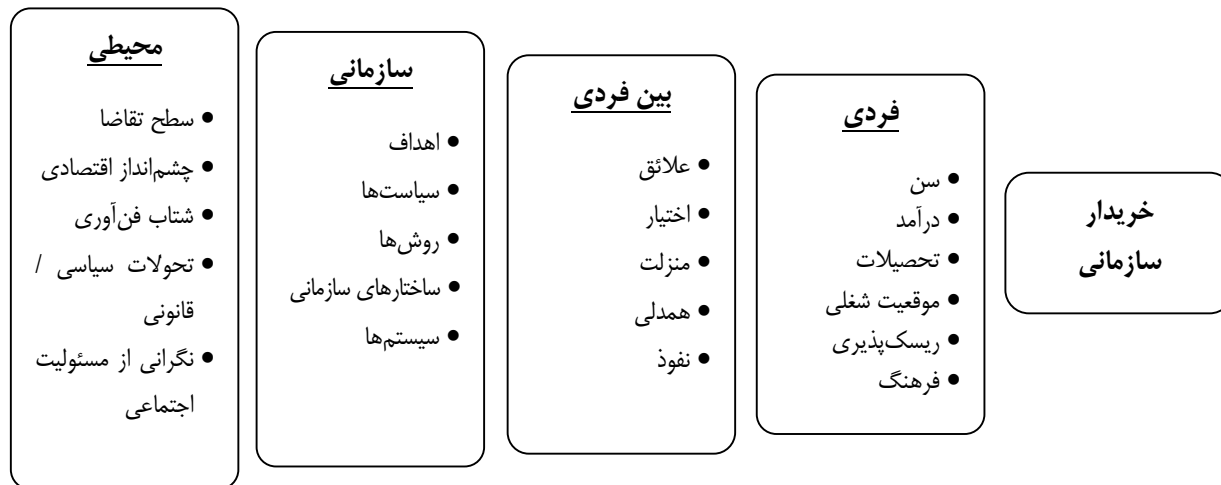 خریدار
سازمانی
فردی
• سن
• درآمد
• تحصیلات
• موقعیت شغلی
• ریسک‌پذیری
• فرهنگ
بین فردی
• علائق
• اختیار
• منزلت
• همدلی
• نفوذ
سازمانی
• اهداف
• سیاست‌ها
• روش‌ها
• ساختارهای سازمانی
• سیستم‌ها
محیطی
• سطح تقاضا
• چشم‌انداز اقتصادی
• شتاب فن‌آوری
• تحولات سیاسی /
قانونی
• نگرانی از مسئولیت
اجتماعی